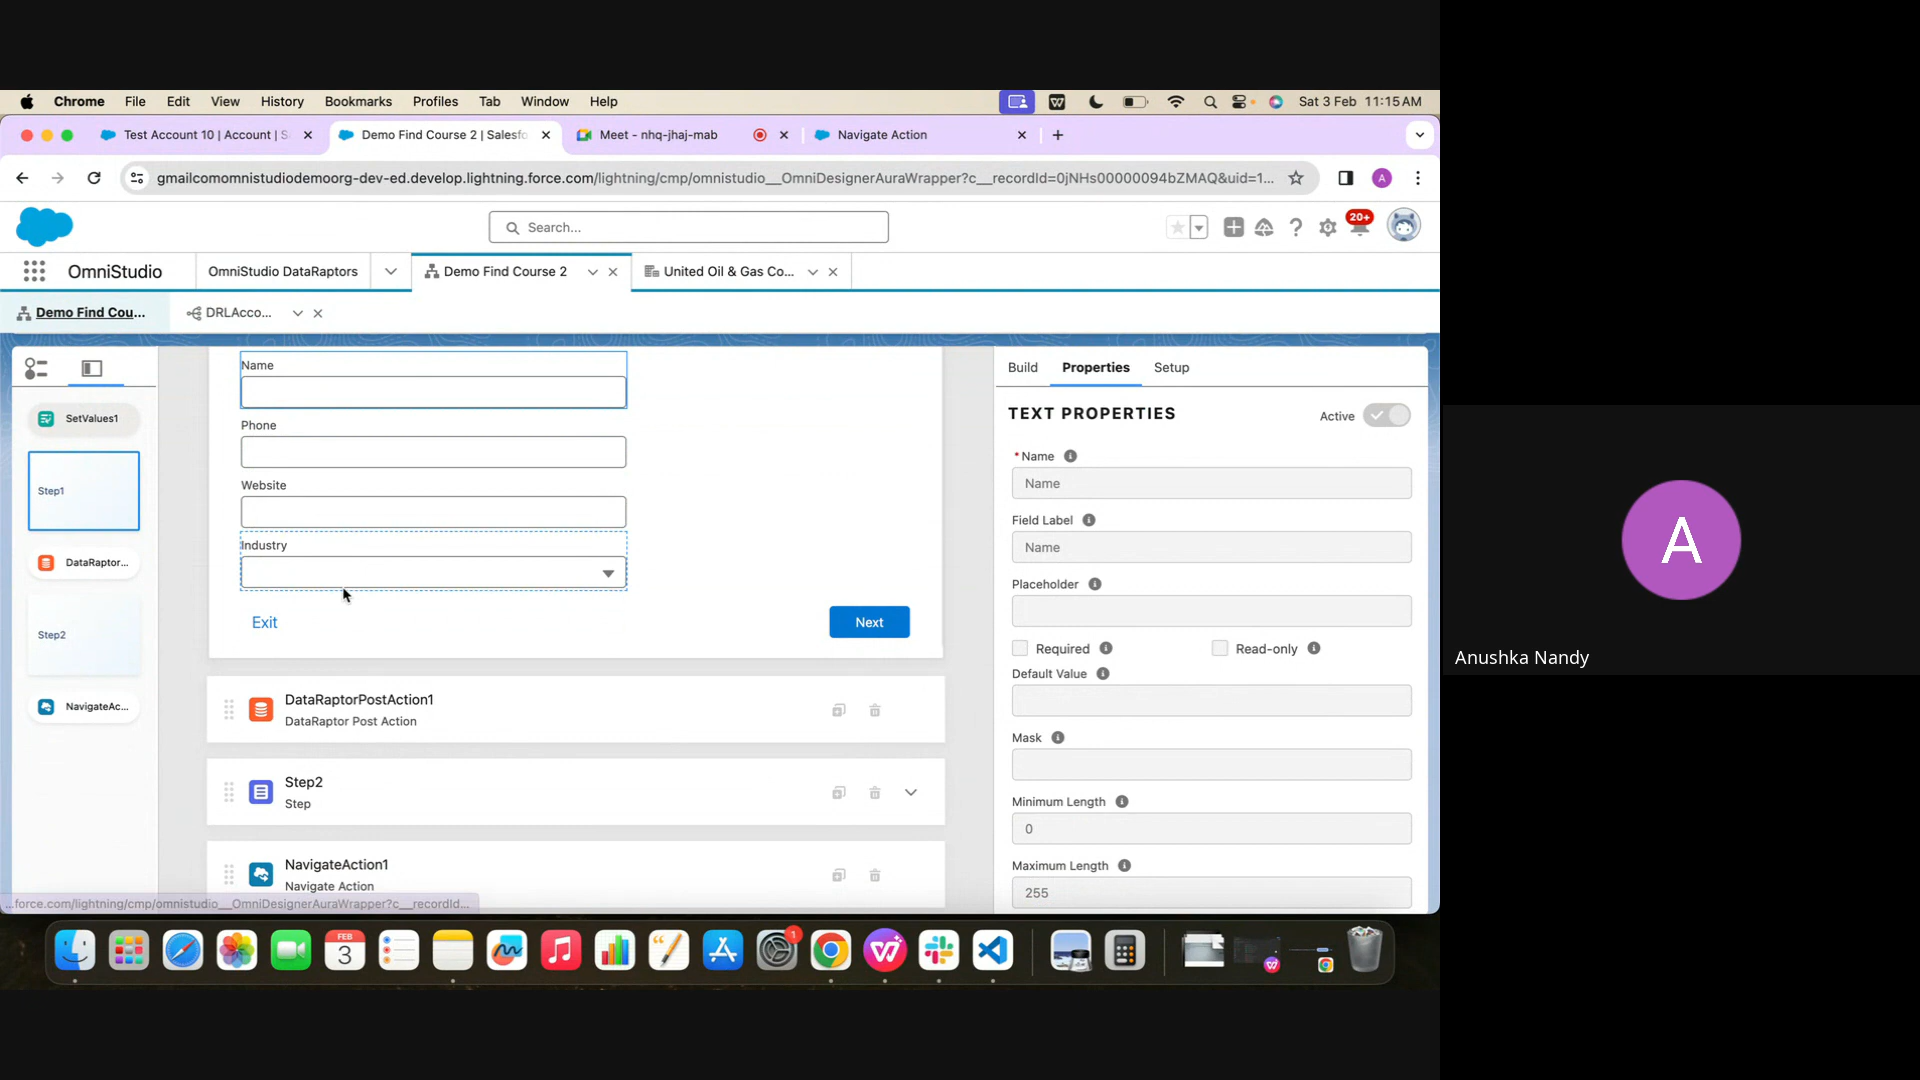 Chrome File Edit View History Bookmarks Profiles Tab Window Help Sat 3 Feb 11:15 AM
Test Account 10 | Account | S Demo Find Course 2 | Salesfo Meet - nhq-jhaj-mab Navigate Action
gmailcomomnistudiodemoorg-dev-ed.develop.lightning.force.com/lightning/cmp/omnistudio__OmniDesignerAuraWrapper?c__recordId=0jNHs00000094bZMAQ&uid=1... A
Search... 20+
OmniStudio OmniStudio DataRaptors Demo Find Course 2 United Oil & Gas Co...
Demo Find Cou... DRLAcco...
SetValues1
Step1
DataRaptor...
Step2
NavigateAc...
Name
Phone
Website
Industry
Exit Next
DataRaptorPostAction1
DataRaptor Post Action
Step2
Step
NavigateAction1
Navigate Action
Build Properties Setup
TEXT PROPERTIES Active
* Name
Name
Field Label
Name
Placeholder
Required Read-only
Default Value
Mask
Minimum Length
0
Maximum Length
255
...force.com/lightning/cmp/omnistudio__OmniDesignerAuraWrapper?c__recordId...
FEB
3
1
A
Anushka Nandy